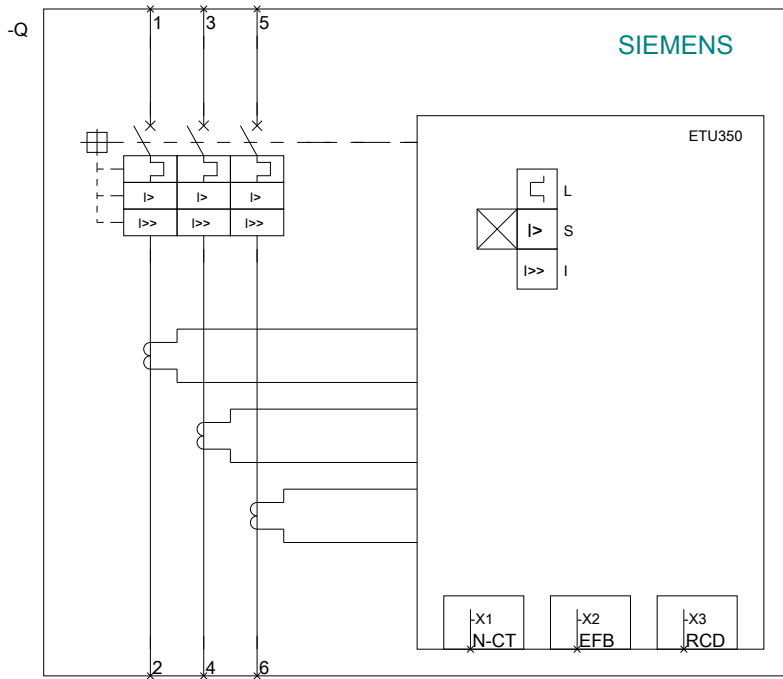 1 3 5
-Q
SIEMENS
ETU350
L
I> I> I>
I> S
I>> I>> I>>
I>> I
-X1 -X2 -X3
N-CT EFB RCD
2 4 6